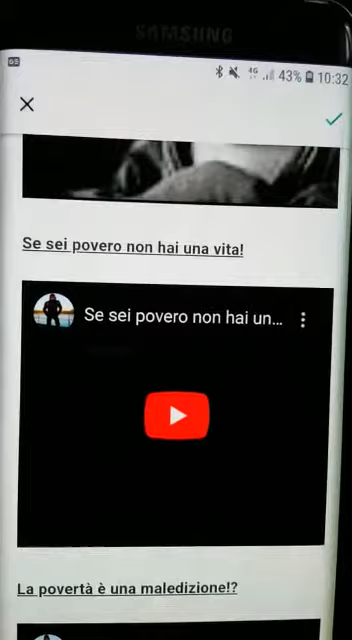 SAMSUNG
4G
43%
10:32
Se sei povero non hai una vita!
Se sei povero non hai un...
La povertà è una maledizione!?